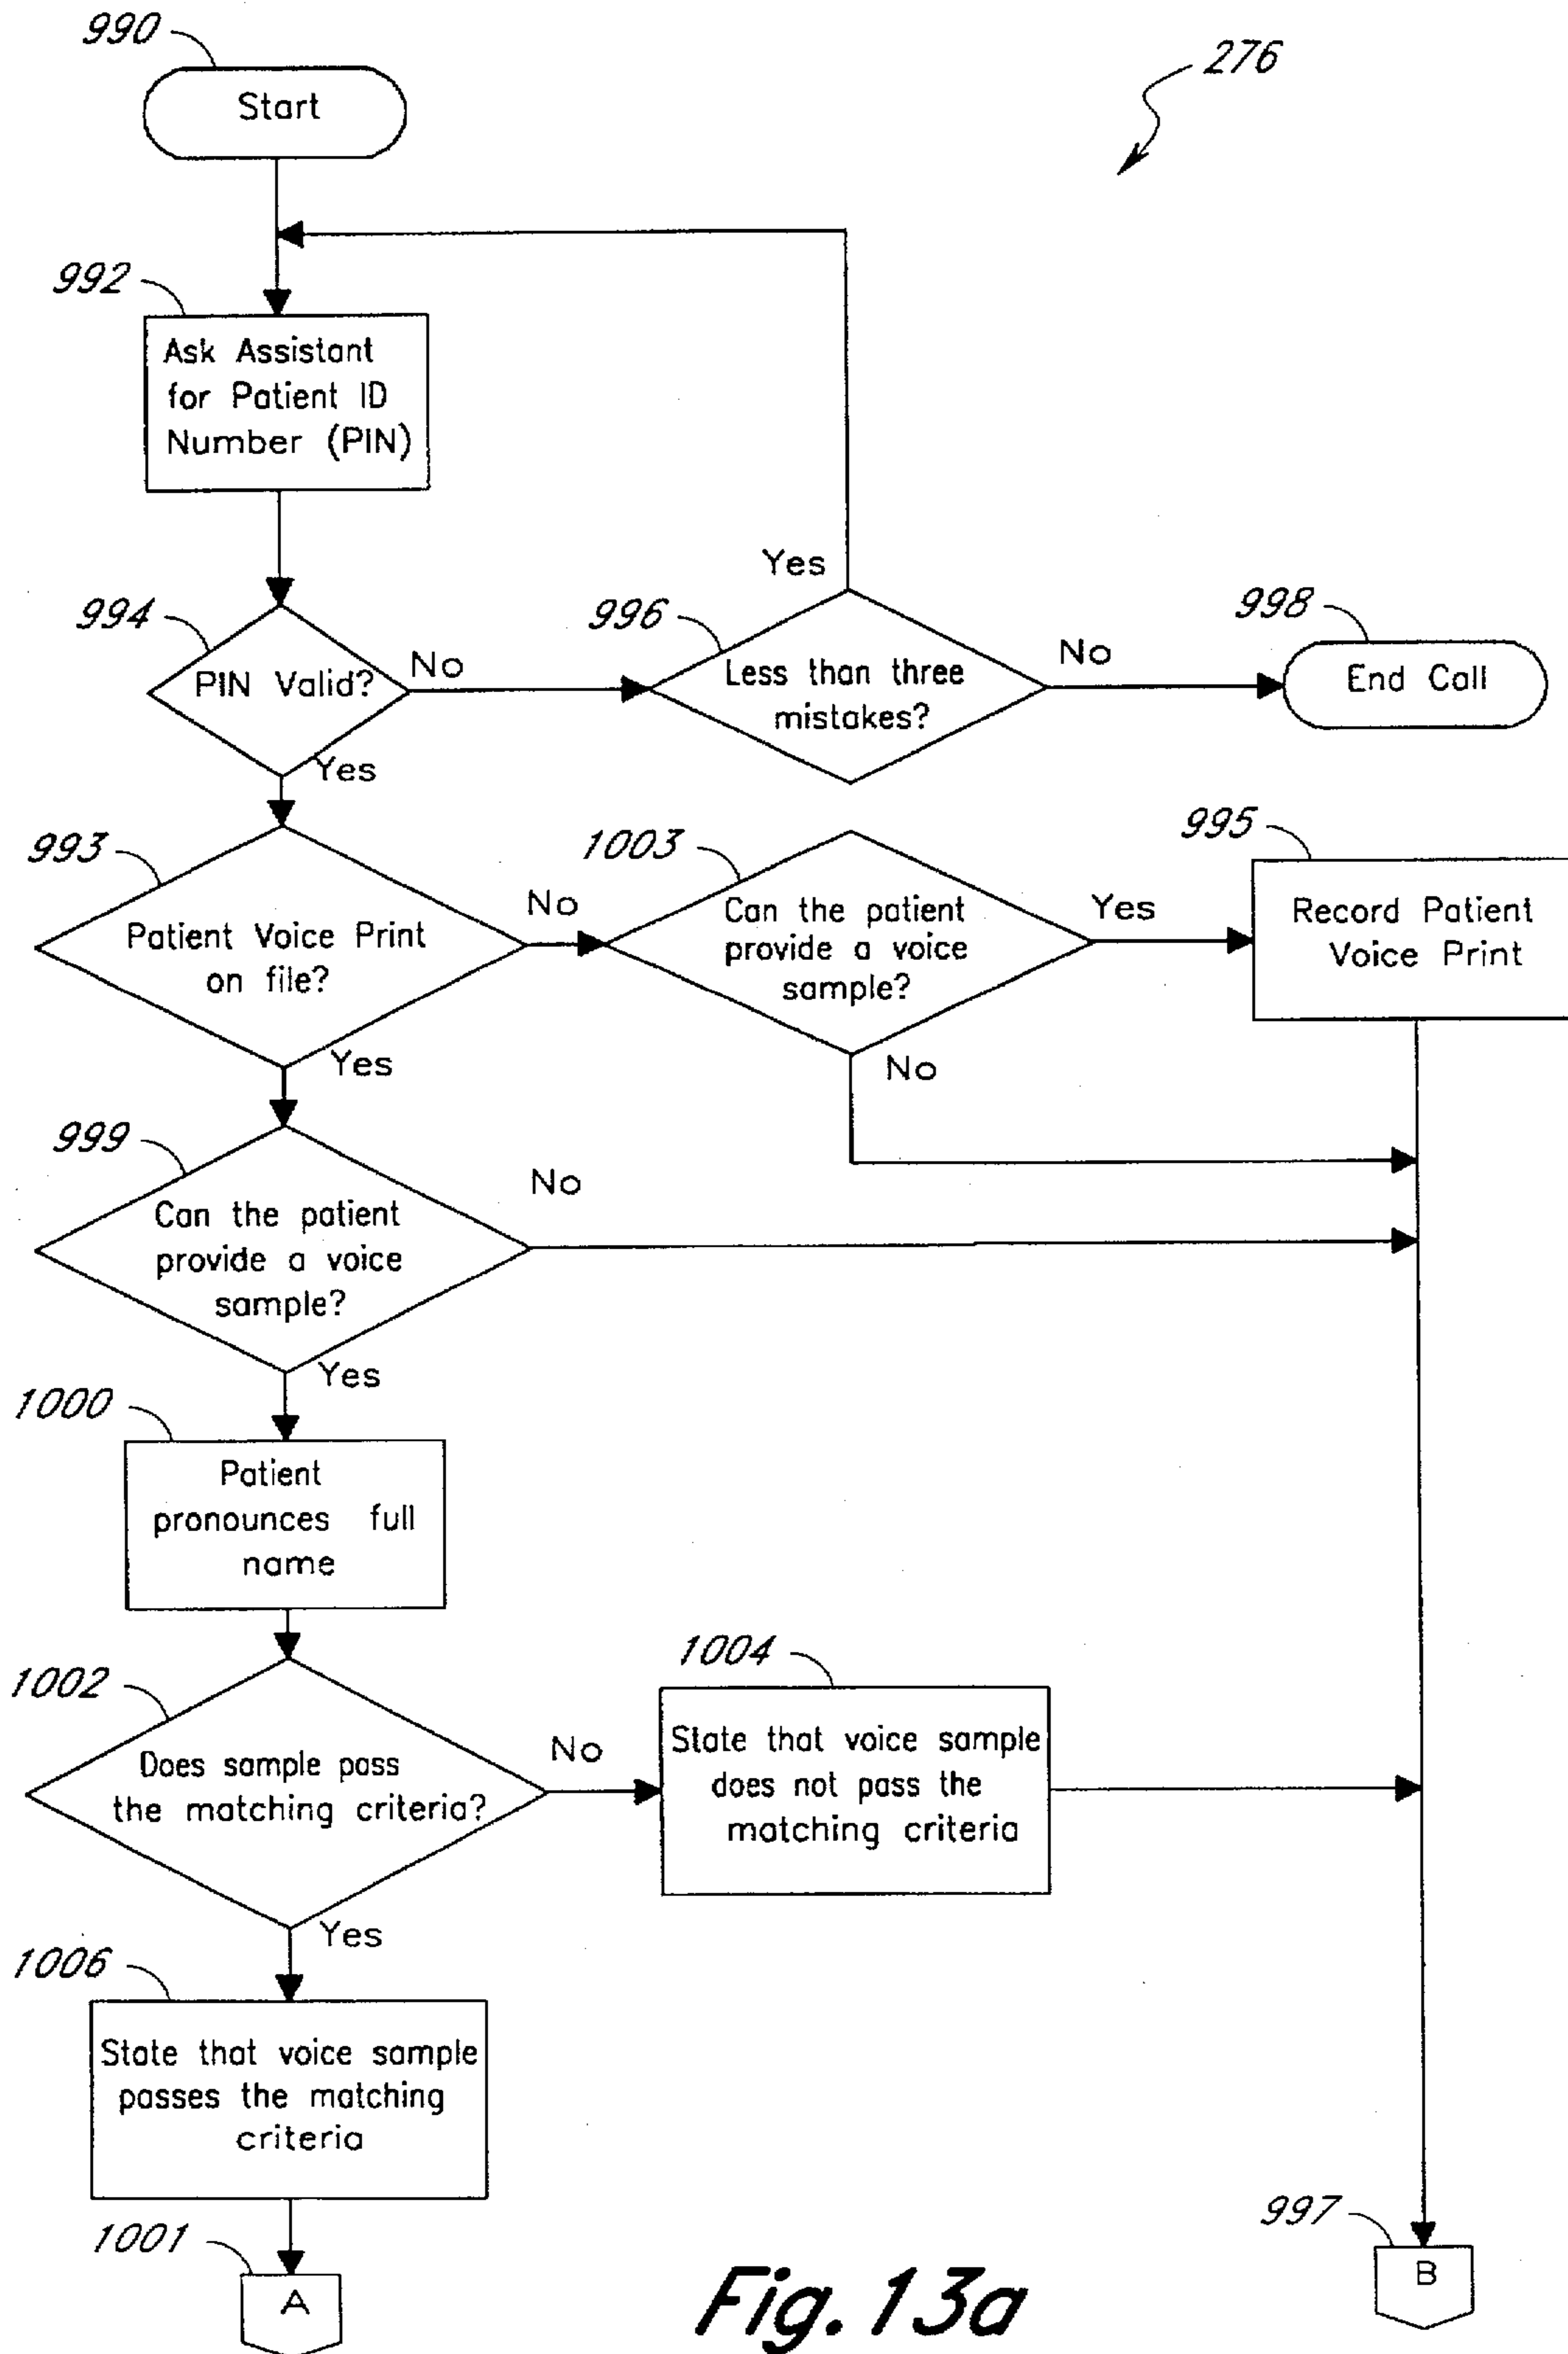 990
276
Start
992
Ask Assistant
for Patient ID
Number (PIN)
Yes
994
PIN Valid?
No
996
Less than three
mistakes?
No
998
End Call
Yes
993
Patient Voice Print
on file?
No
1003
Can the patient
provide a voice
sample?
Yes
995
Record Patient
Voice Print
No
Yes
999
Can the patient
provide a voice
sample?
No
Yes
1000
Patient
pronounces full
name
1002
Does sample pass
the matching criteria?
No
1004
State that voice sample
does not pass the
matching criteria
Yes
1006
State that voice sample
passes the matching
criteria
1001
A
997
B
Fig. 13a